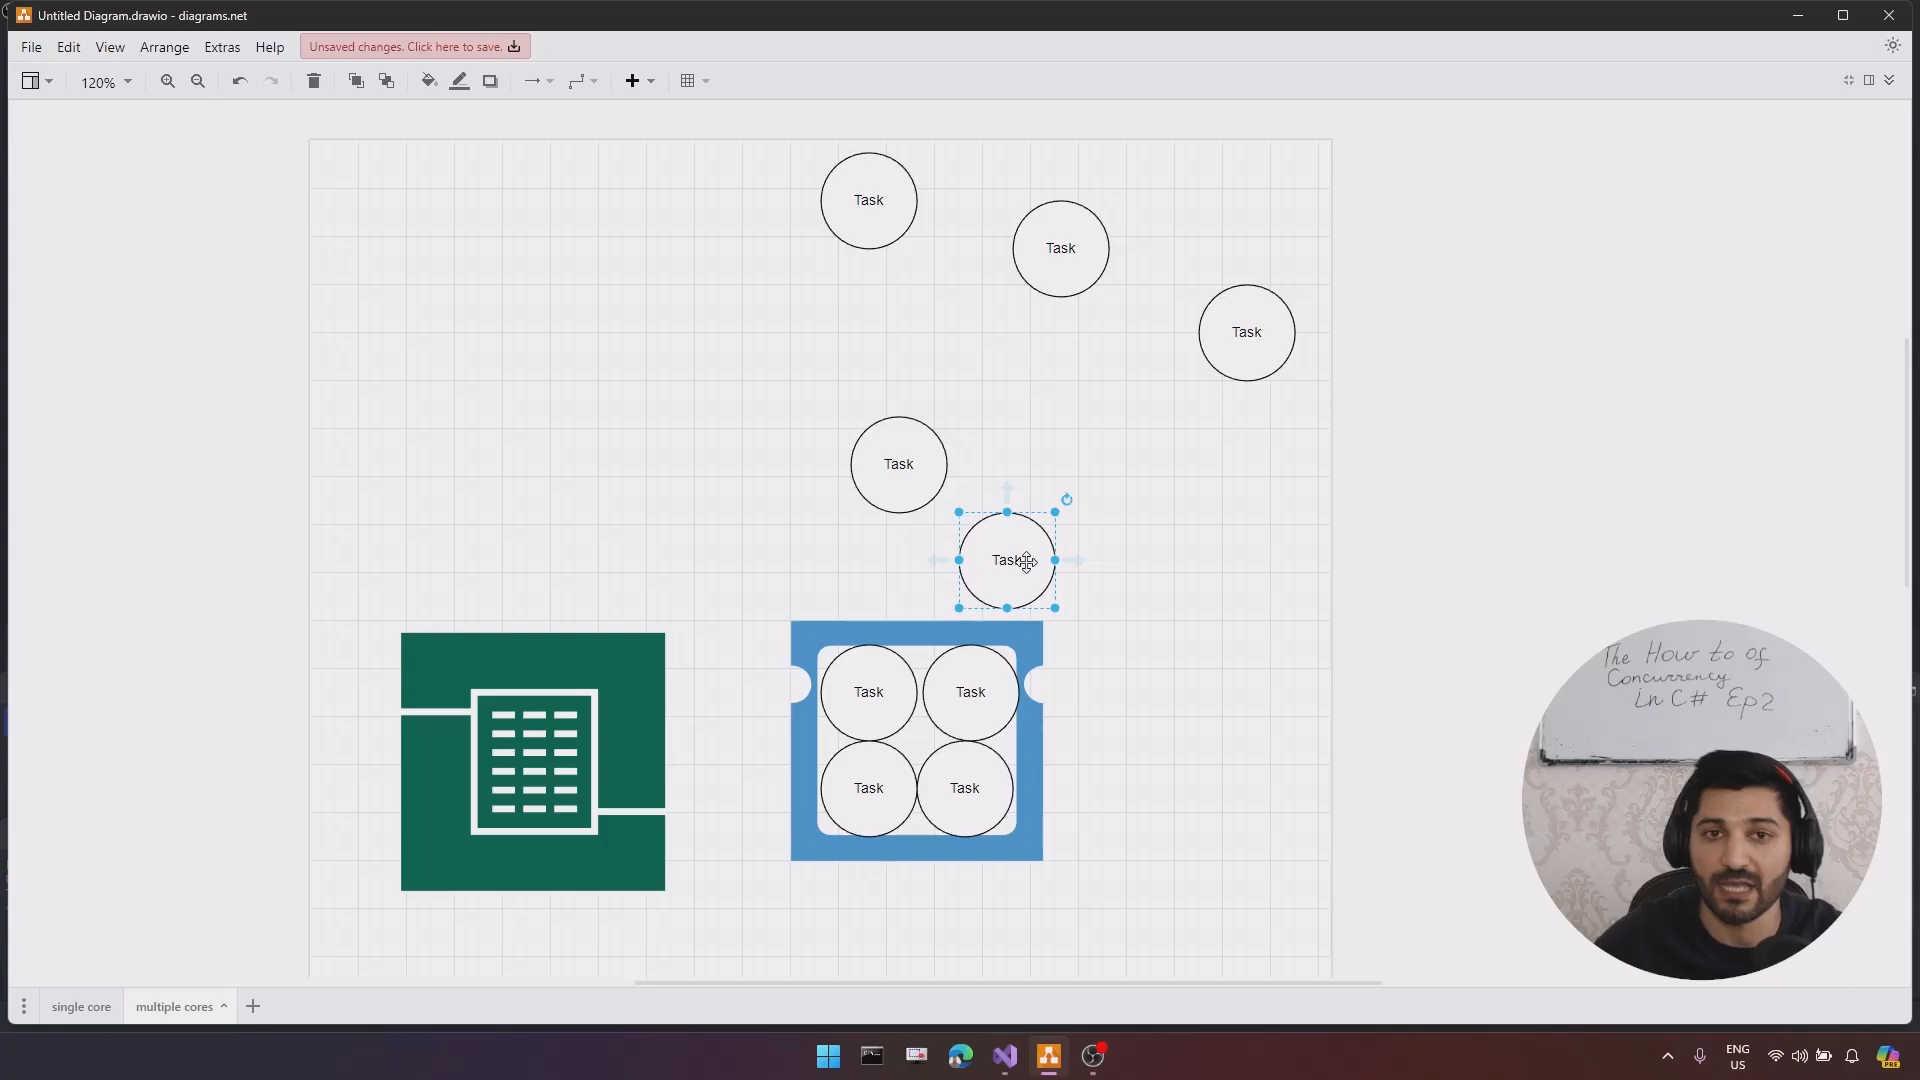 Untitled Diagram.drawio - diagrams.net
File Edit View Arrange Extras Help Unsaved changes. Click here to save.
120%
Task
Task
Task
Task
Task
Task Task
Task Task
The How to of
Concurrency
in C# Ep2
single core multiple cores
ENG
US
PRE